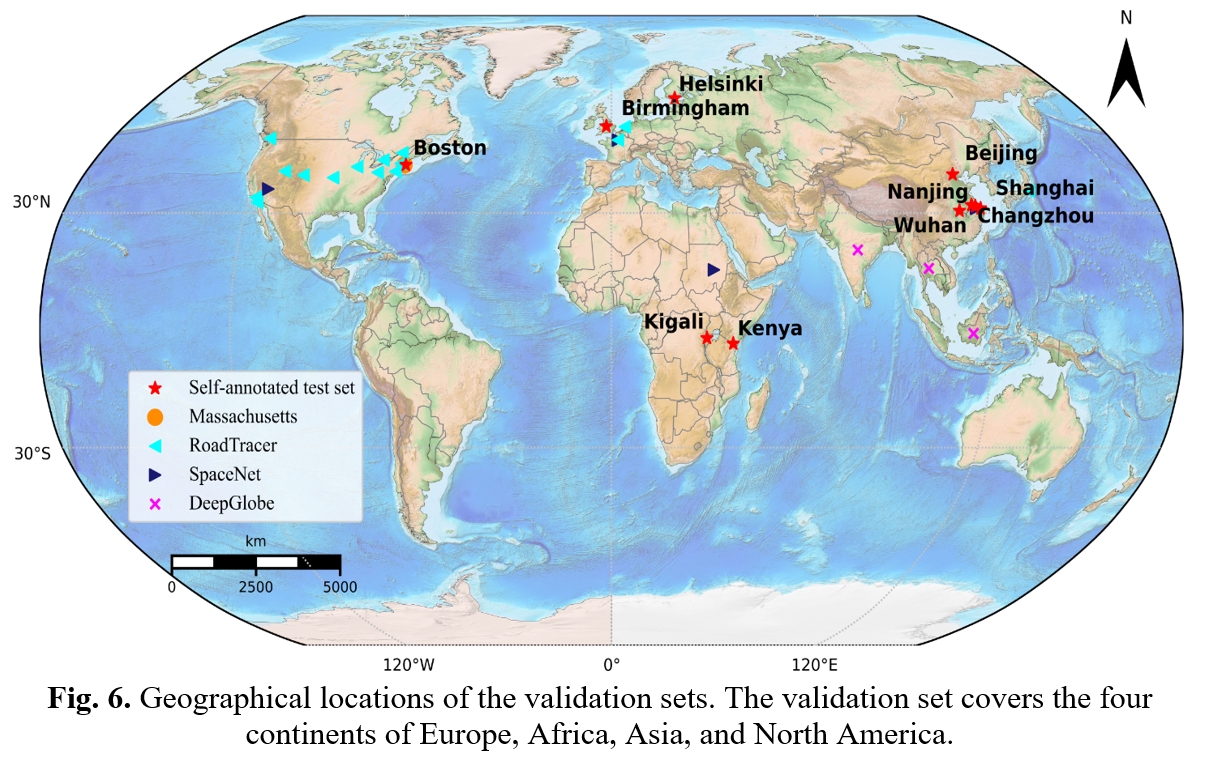 N
Helsinki
Birmingham
Boston
Beijing
Nanjing
Shanghai
30°N
Changzhou
Wuhan
Kigali
Kenya
Self-annotated test set
Massachusetts
RoadTracer
30°S
SpaceNet
DeepGlobe
km
0 2500 5000
120°W 0° 120°E
Fig. 6. Geographical locations of the validation sets. The validation set covers the four
continents of Europe, Africa, Asia, and North America.